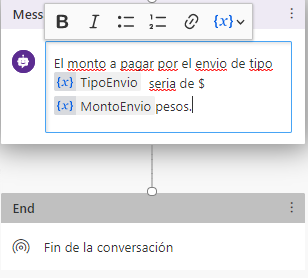 Mess
B I {x}
El monto a pagar por el envio de tipo
{x} TipoEnvio seria de $
{x} MontoEnvio pesos.
End
Fin de la conversación